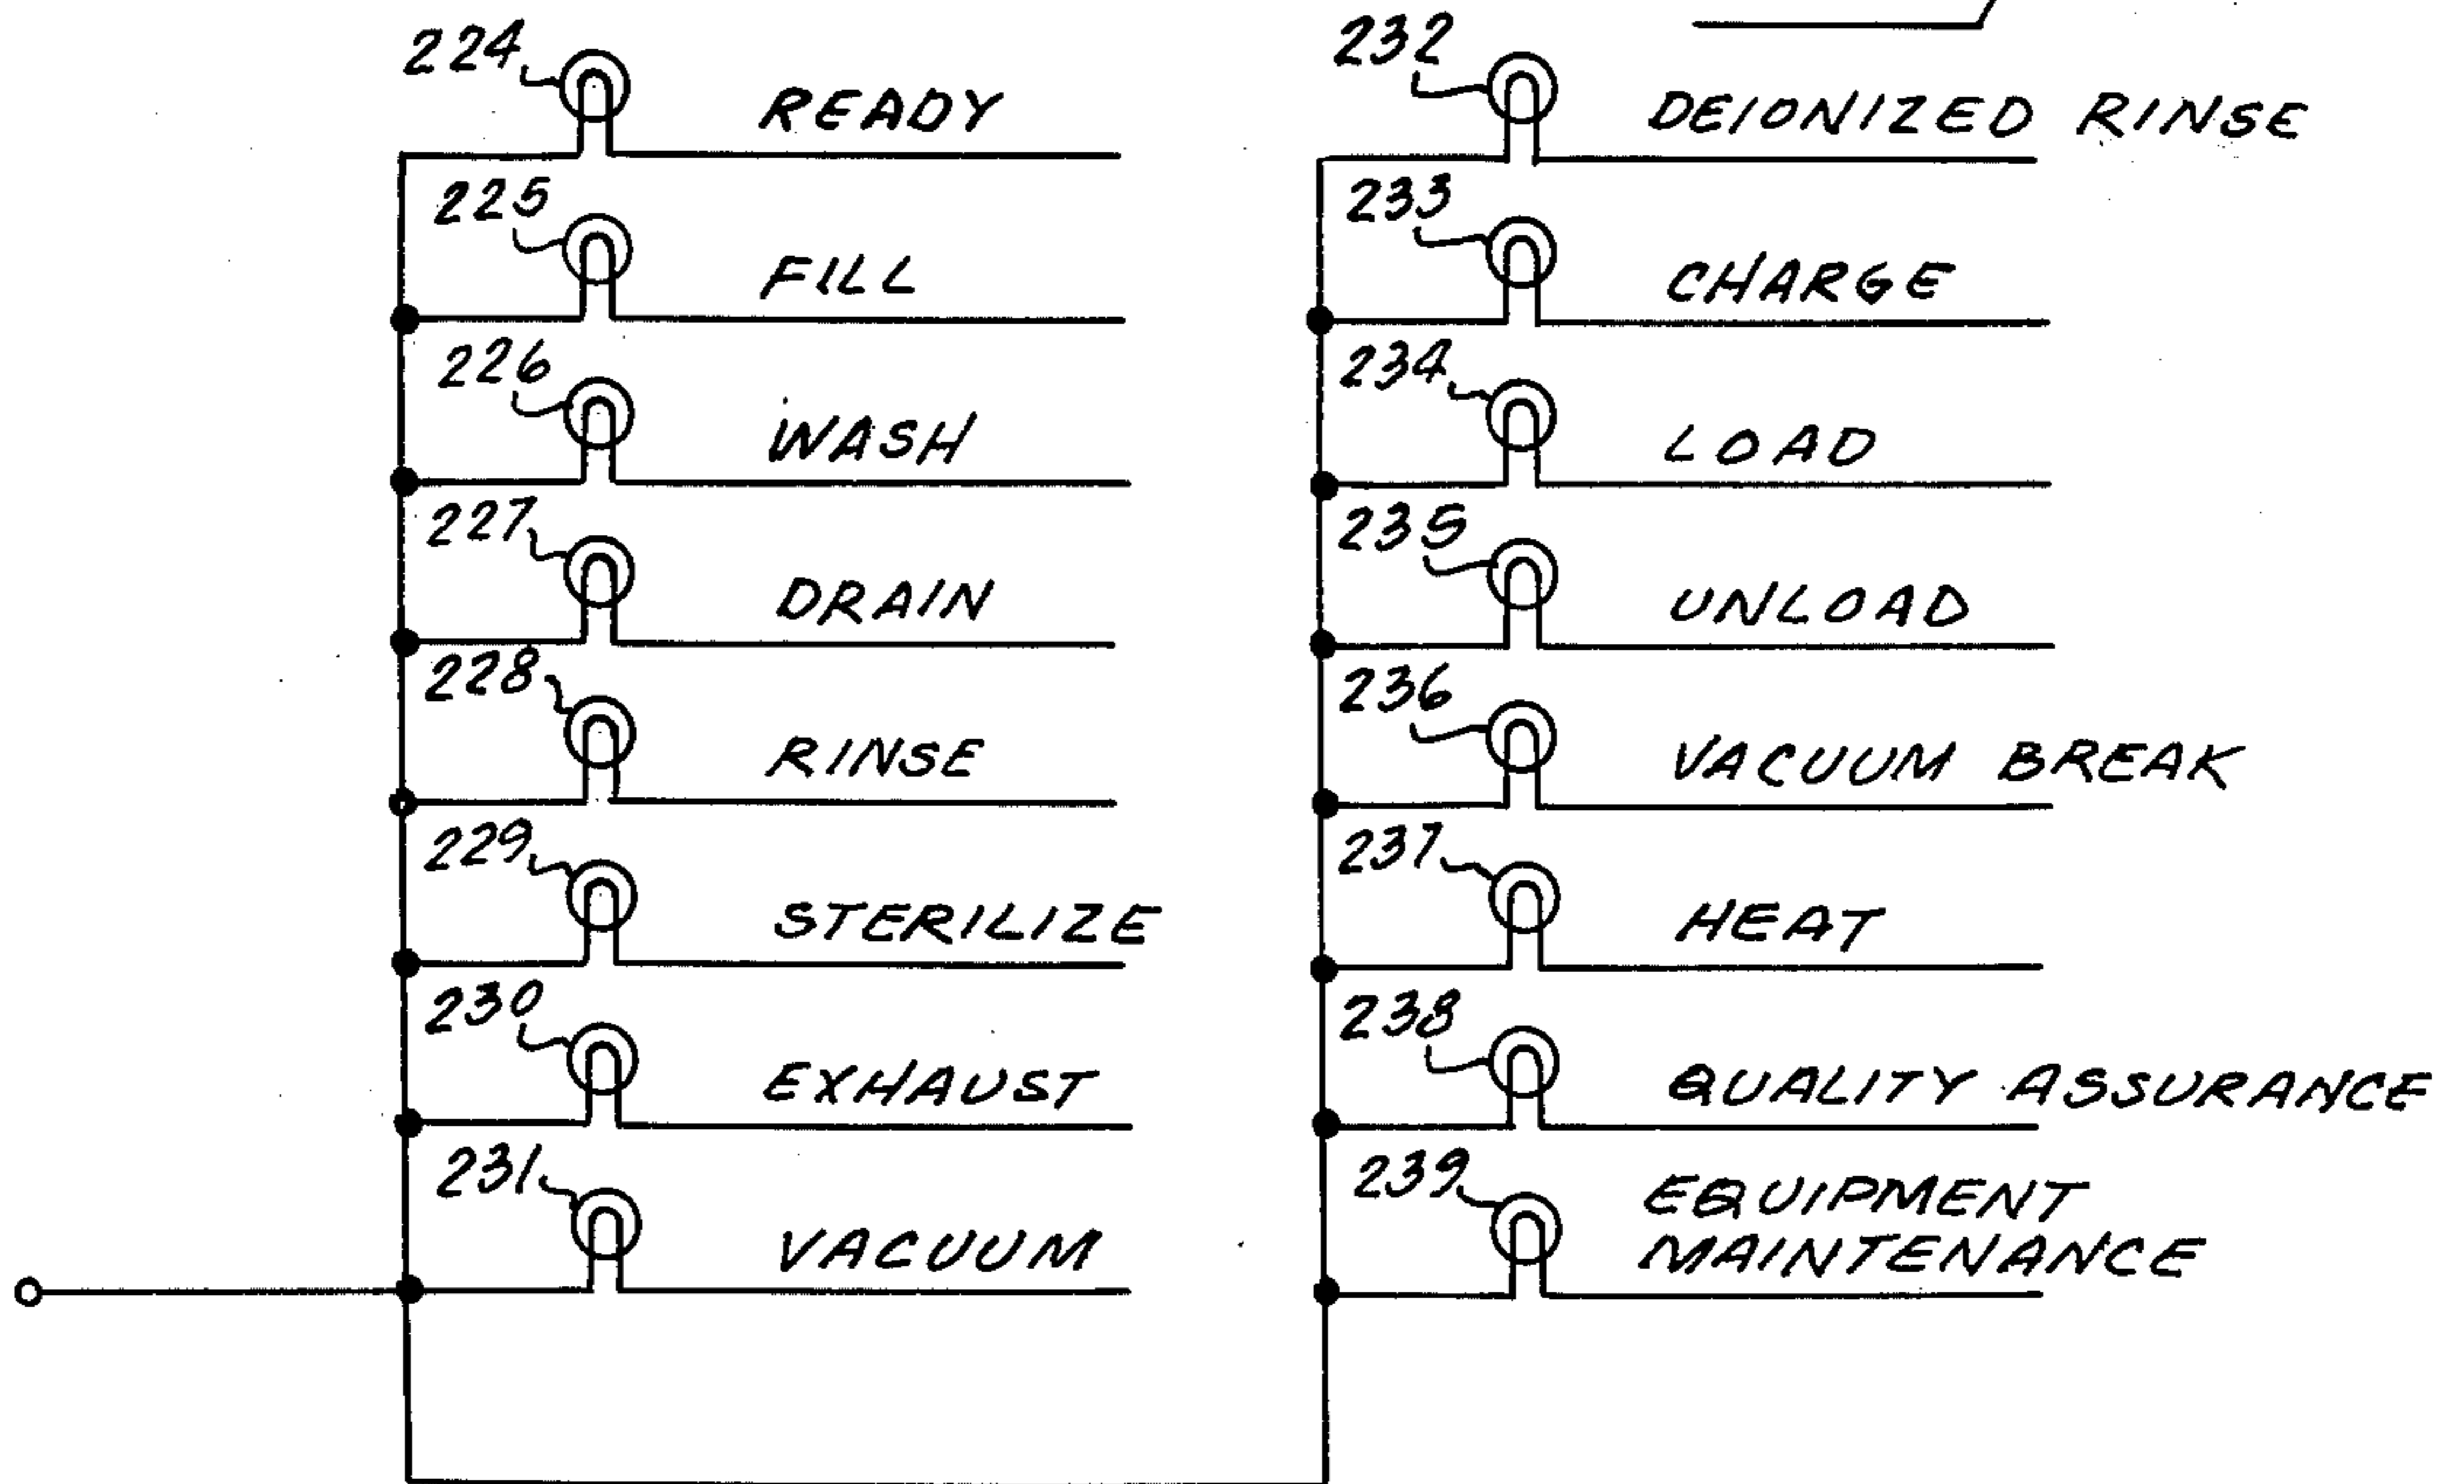 224
READY
225
FILL
226
WASH
227
DRAIN
228
RINSE
229
STERILIZE
230
EXHAUST
231
VACUUM
232
DEIONIZED RINSE
233
CHARGE
234
LOAD
235
UNLOAD
236
VACUUM BREAK
237
HEAT
238
QUALITY ASSURANCE
239
EQUIPMENT
MAINTENANCE